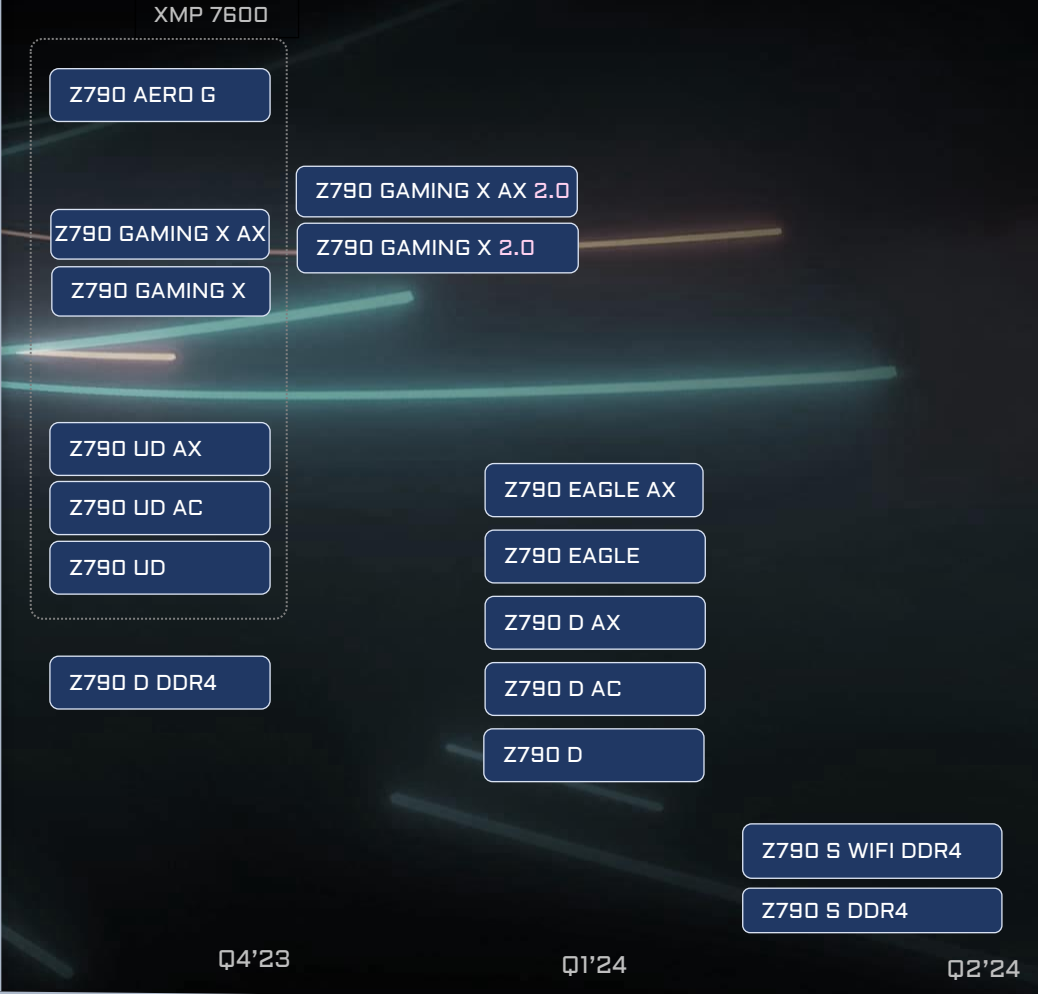 XMP 7600
Z790 AERO G
Z790 GAMING X AX 2.0
Z790 GAMING X AX
Z790 GAMING X 2.0
Z790 GAMING X
Z790 UD AX
Z790 UD AC
Z790 UD
Z790 D DDR4
Z790 EAGLE AX
Z790 EAGLE
Z790 D AX
Z790 D AC
Z790 D
Z790 S WIFI DDR4
Z790 S DDR4
Q4’23
Q1’24
Q2’24